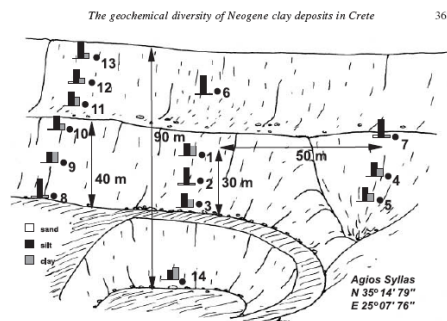 The geochemical diversity of Neogene clay deposits in Crete 36
13
12
11
6
10
90 m
7
1
50 m
9
40 m
2
30 m
4
8
3
5
sand
silt
clay
14
Agios Syllas
N 35° 14' 79"
E 25° 07' 76"